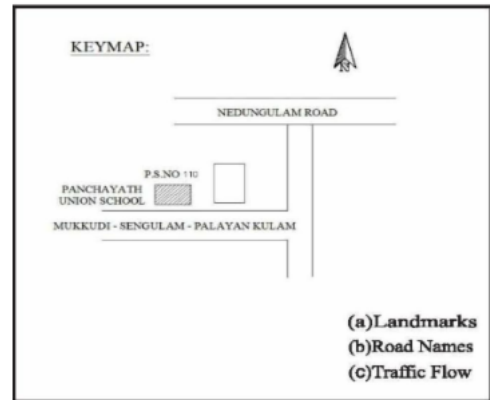 KEYMAP:
N
NEDUNGULAM ROAD
P.S.NO 110
PANCHAYATH
UNION SCHOOL
MUKKUDI - SENGULAM - PALAYAN KULAM
(a)Landmarks
(b)Road Names
(c)Traffic Flow